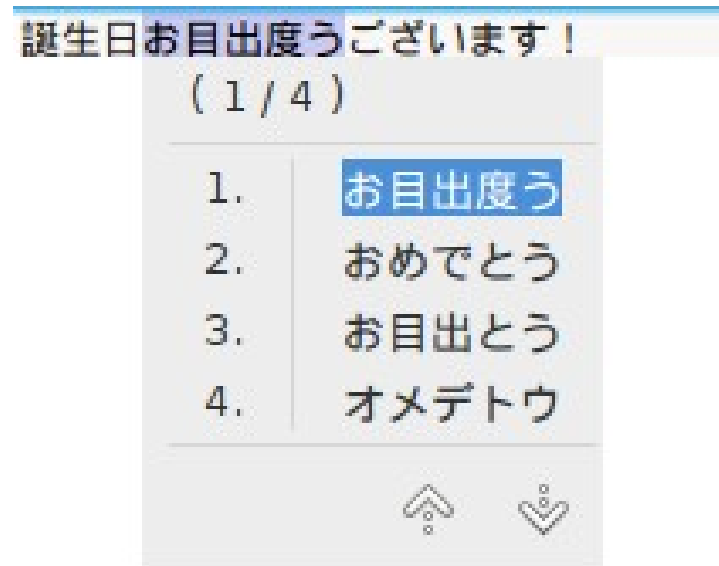 誕生日お目出度うございます！
(1/4)
1. お目出度う
2. おめでとう
3. お目出とう
4. オメデトウ